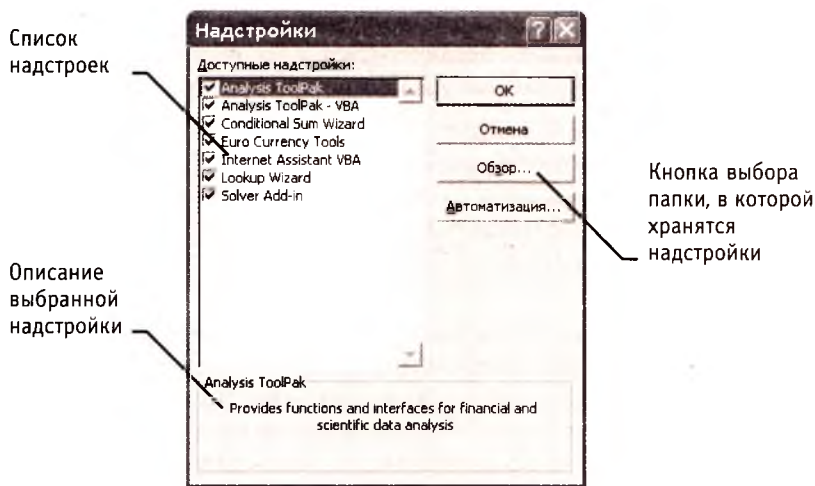 Список
надстроек
Надстройки
Доступные надстройки:
Analysis ToolPak
Analysis ToolPak - VBA
Conditional Sum Wizard
Euro Currency Tools
Internet Assistant VBA
Lookup Wizard
Solver Add-in
OK
Отмена
Обзор...
Автоматизация...
Кнопка выбора
папки, в которой
хранятся
надстройки
Описание
выбранной
надстройки
Analysis ToolPak
Provides functions and interfaces for financial and
scientific data analysis